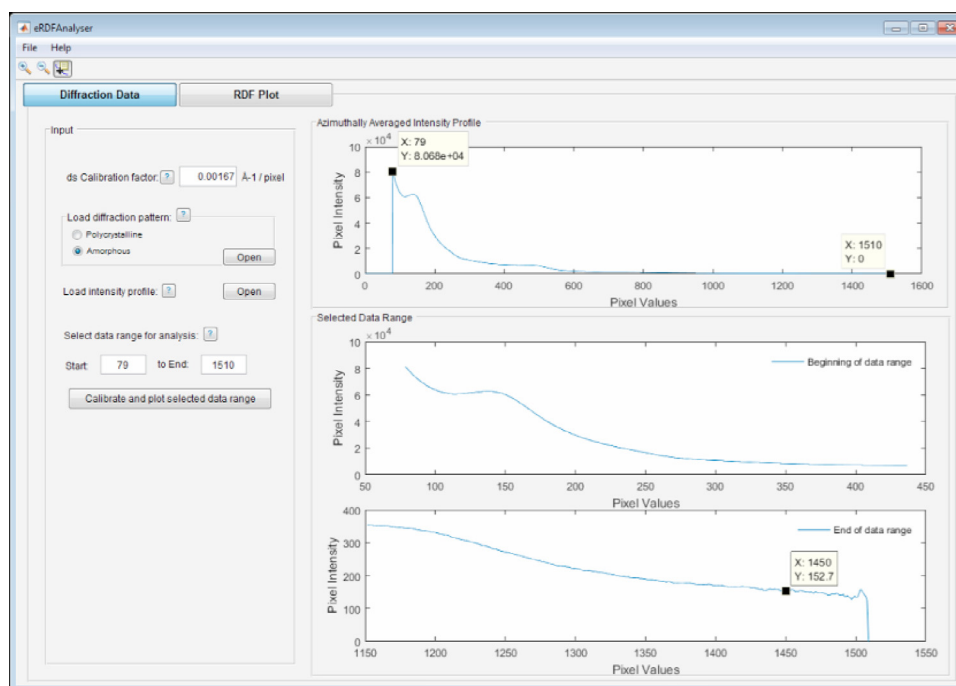 eRDFAnalyser
File Help
Diffraction Data RDF Plot
Input
ds Calibration factor: ? 0.00167 Å-1 / pixel
Load diffraction pattern: ?
Polycrystalline
Amorphous
Open
Load intensity profile: ? Open
Select data range for analysis: ?
Start: 79 to End: 1510
Calibrate and plot selected data range
Azimuthally Averaged Intensity Profile
× 10^4
Pixel Intensity
10
8
6
4
2
0
X: 79
Y: 8.068e+04
X: 1510
Y: 0
0 200 400 600 800 1000 1200 1400 1600
Pixel Values
Selected Data Range
× 10^4
Pixel Intensity
10
8
6
4
2
0
Beginning of data range
50 100 150 200 250 300 350 400 450
Pixel Values
Pixel Intensity
400
300
200
100
0
End of data range
X: 1450
Y: 152.7
1150 1200 1250 1300 1350 1400 1450 1500 1550
Pixel Values